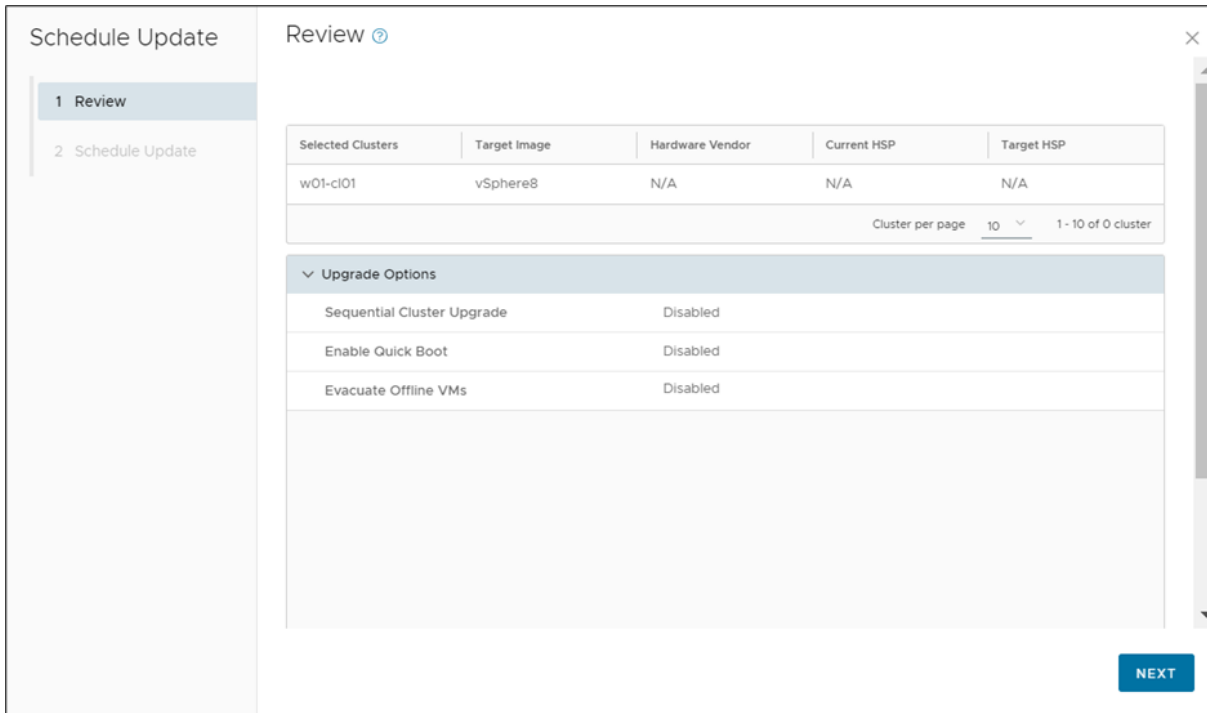 Schedule Update
1 Review
2 Schedule Update
Review
Selected Clusters Target Image Hardware Vendor Current HSP Target HSP
w01-cl01 vSphere8 N/A N/A N/A
Cluster per page 10 1 - 10 of 0 cluster
Upgrade Options
Sequential Cluster Upgrade Disabled
Enable Quick Boot Disabled
Evacuate Offline VMs Disabled
NEXT